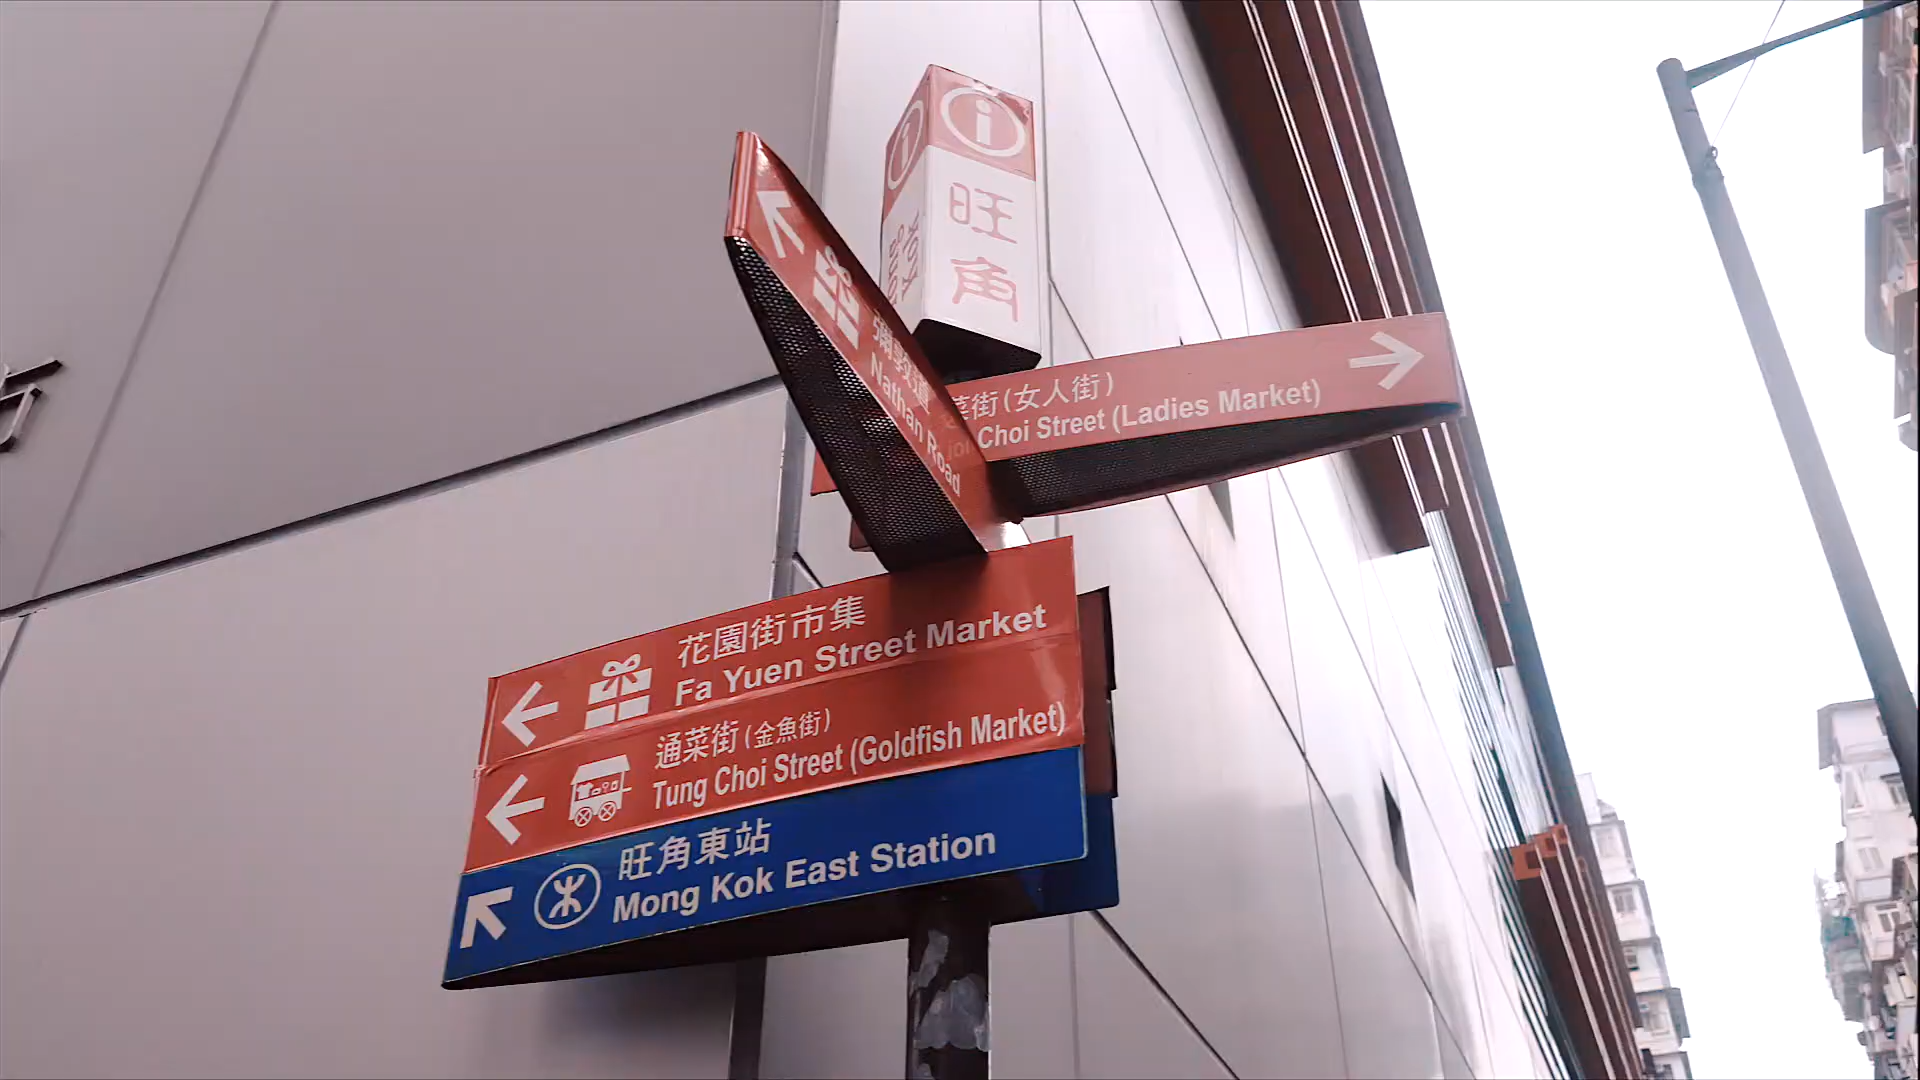 i
i
旺
角
彌敦道
Nathan Road
菜街(女人街)
Choi Street (Ladies Market)
花園街市集
Fa Yuen Street Market
通菜街(金魚街)
Tung Choi Street (Goldfish Market)
旺角東站
Mong Kok East Station